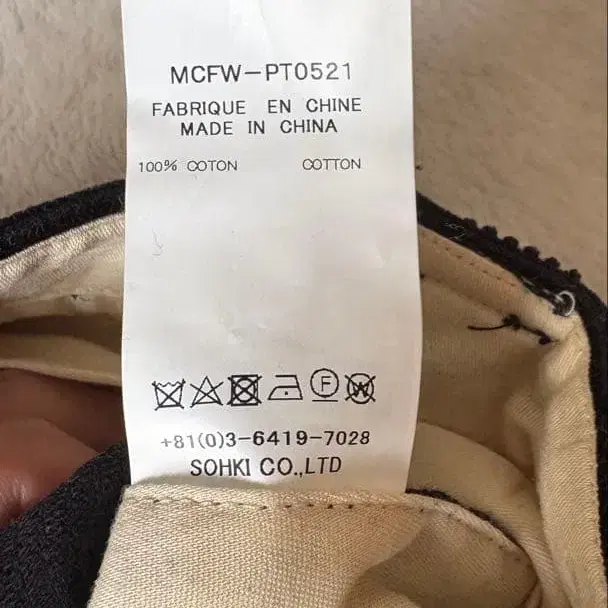 MCFW-PT0521
FABRIQUE EN CHINE
MADE IN CHINA
100% COTON COTTON
F W
+81(0)3-6419-7028
SOHKI CO.,LTD